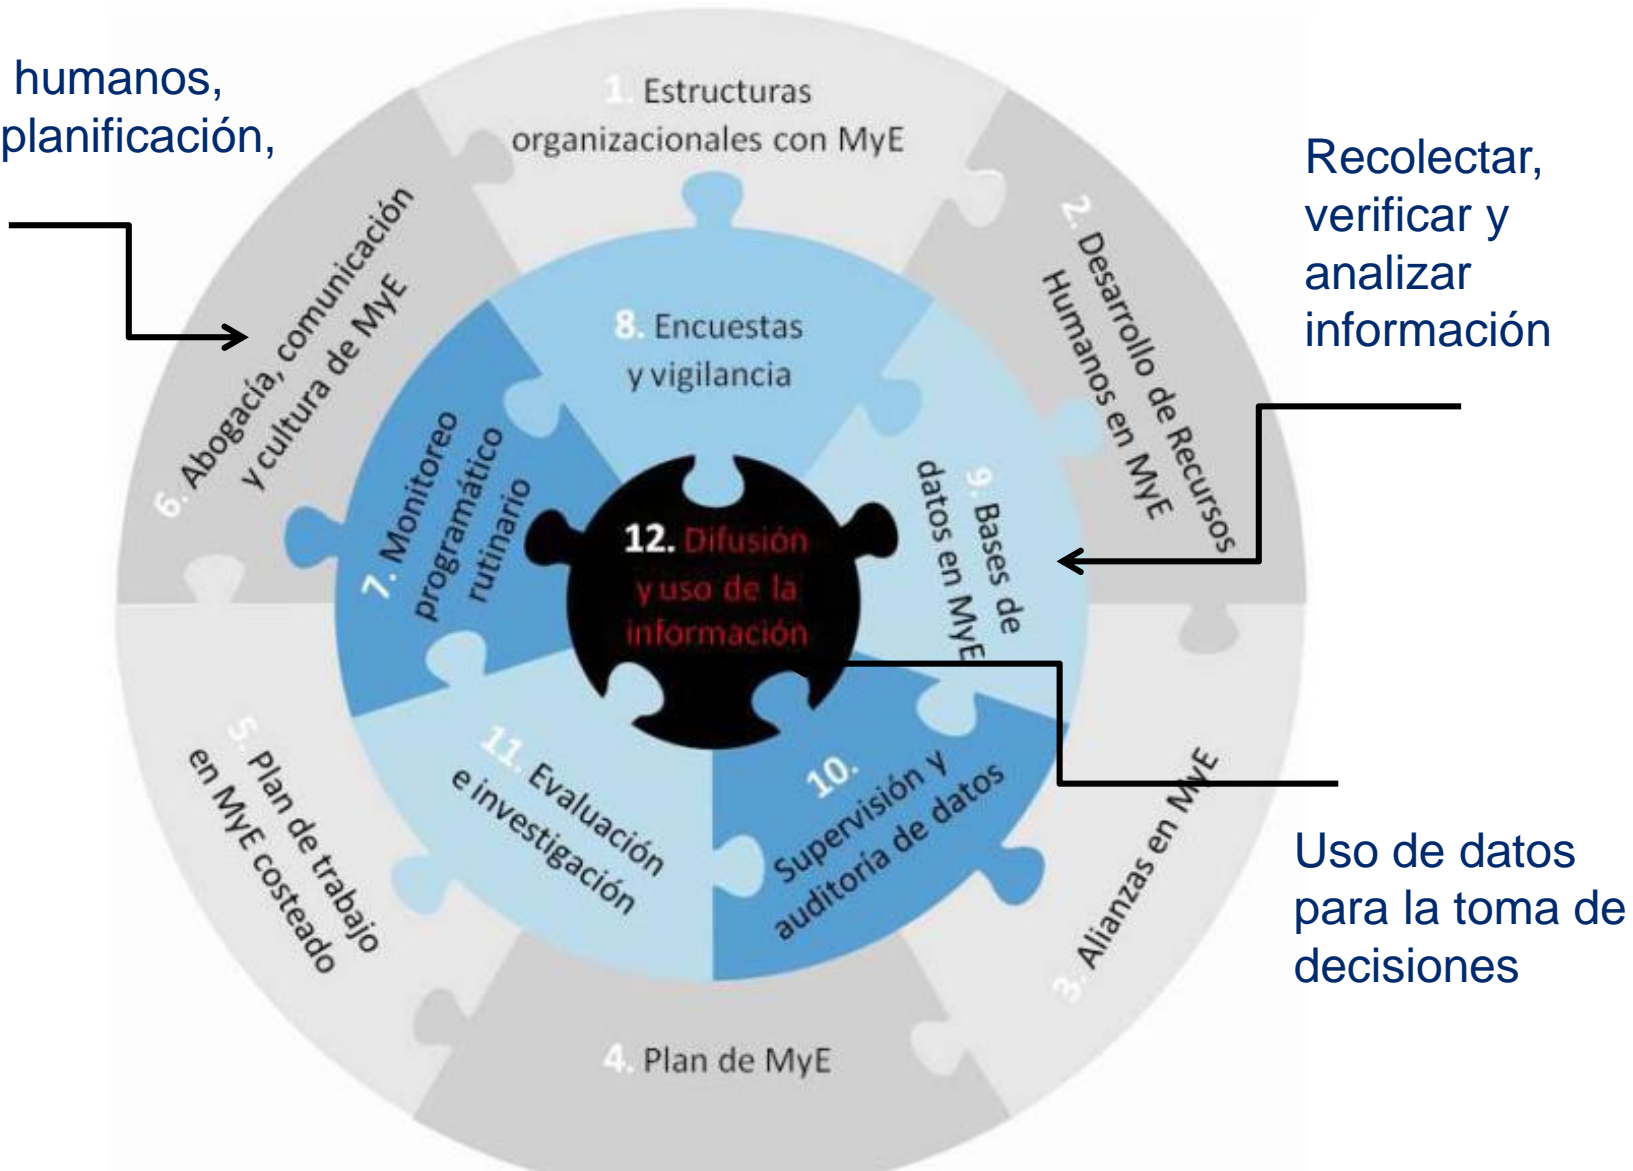 humanos,
planificación,
1. Estructuras
organizacionales con MyE
2. Desarrollo de Recursos
Humanos en MyE
Recolectar,
verificar y
analizar
información
6. Abogacía, comunicación
y cultura de MyE
8. Encuestas
y vigilancia
7. Monitoreo
programático
rutinario
9. Bases de
datos en MyE
12. Difusión
y uso de la
información
5. Plan de trabajo
en MyE costeado
11. Evaluación
e investigación
10.
Supervisión y
auditoría de datos
3. Alianzas en MyE
Uso de datos
para la toma de
decisiones
4. Plan de MyE